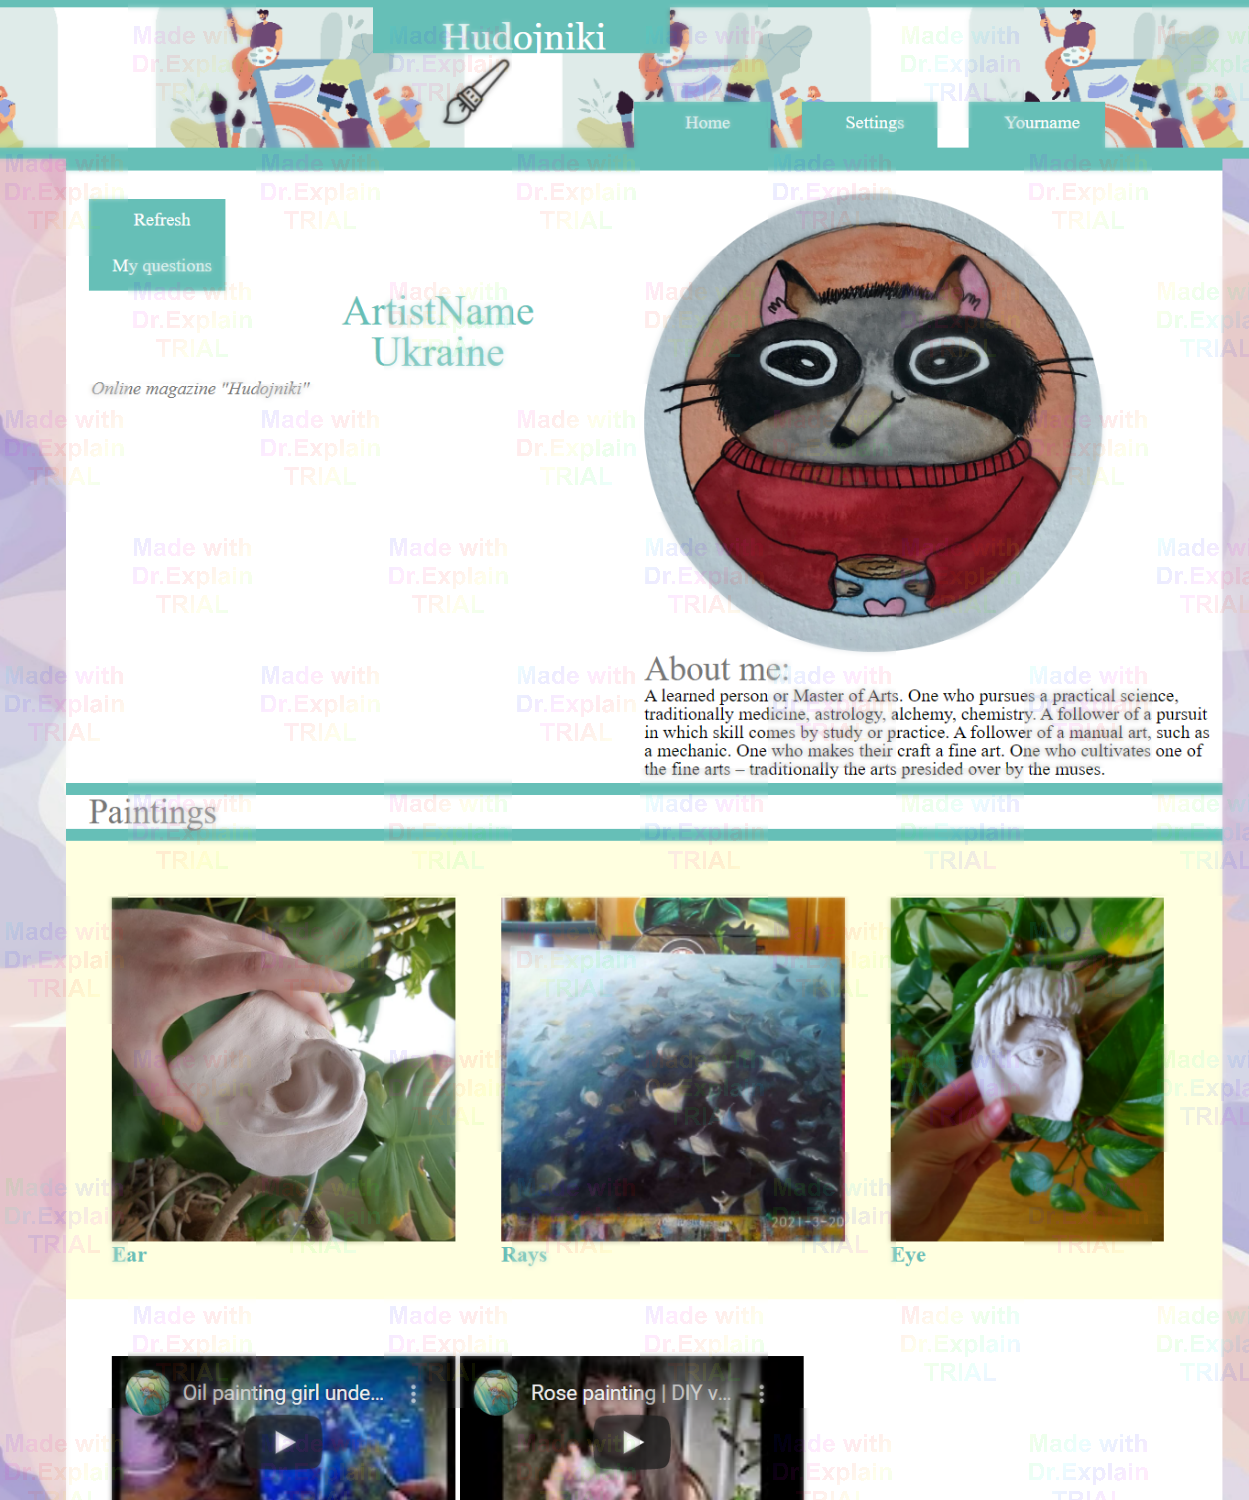 Hudojniki
Home
Settings
Yourname
Refresh
My questions
ArtistName
Ukraine
Online magazine "Hudojniki"
About me:
A learned person or Master of Arts. One who pursues a practical science,
traditionally medicine, astrology, alchemy, chemistry. A follower of a pursuit
in which skill comes by study or practice. A follower of a manual art, such as
a mechanic. One who makes their craft a fine art. One who cultivates one of
the fine arts – traditionally the arts presided over by the muses.
Paintings
2021-3-20
Ear
Rays
Eye
Oil painting girl unde...
Rose painting | DIY v...
Made with
Dr.Explain
TRIAL